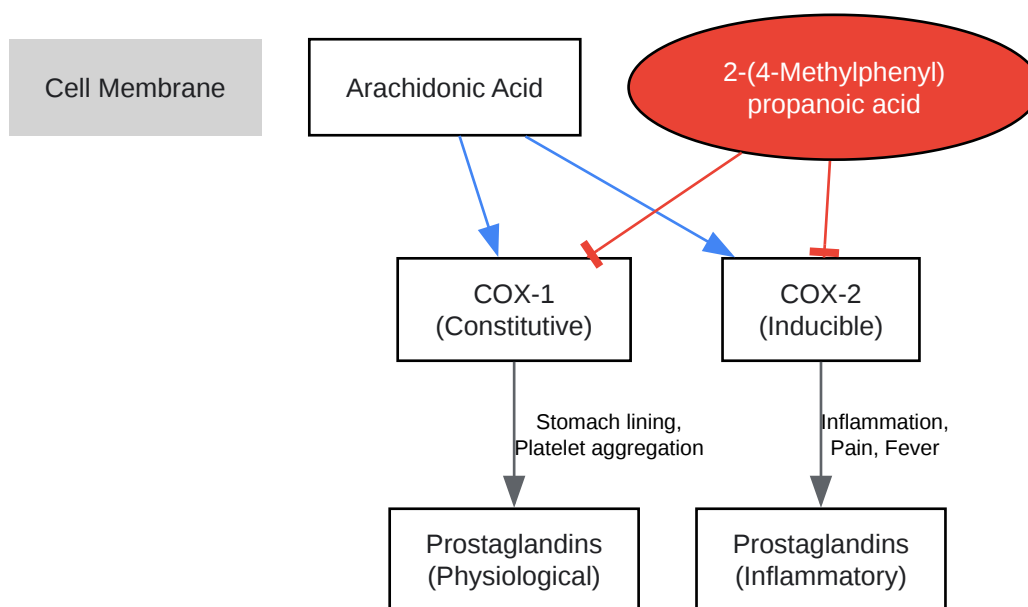 Cell Membrane
Arachidonic Acid
2-(4-Methylphenyl)
propanoic acid
COX-1
(Constitutive)
COX-2
(Inducible)
Stomach lining,
Platelet aggregation
Inflammation,
Pain, Fever
Prostaglandins
(Physiological)
Prostaglandins
(Inflammatory)